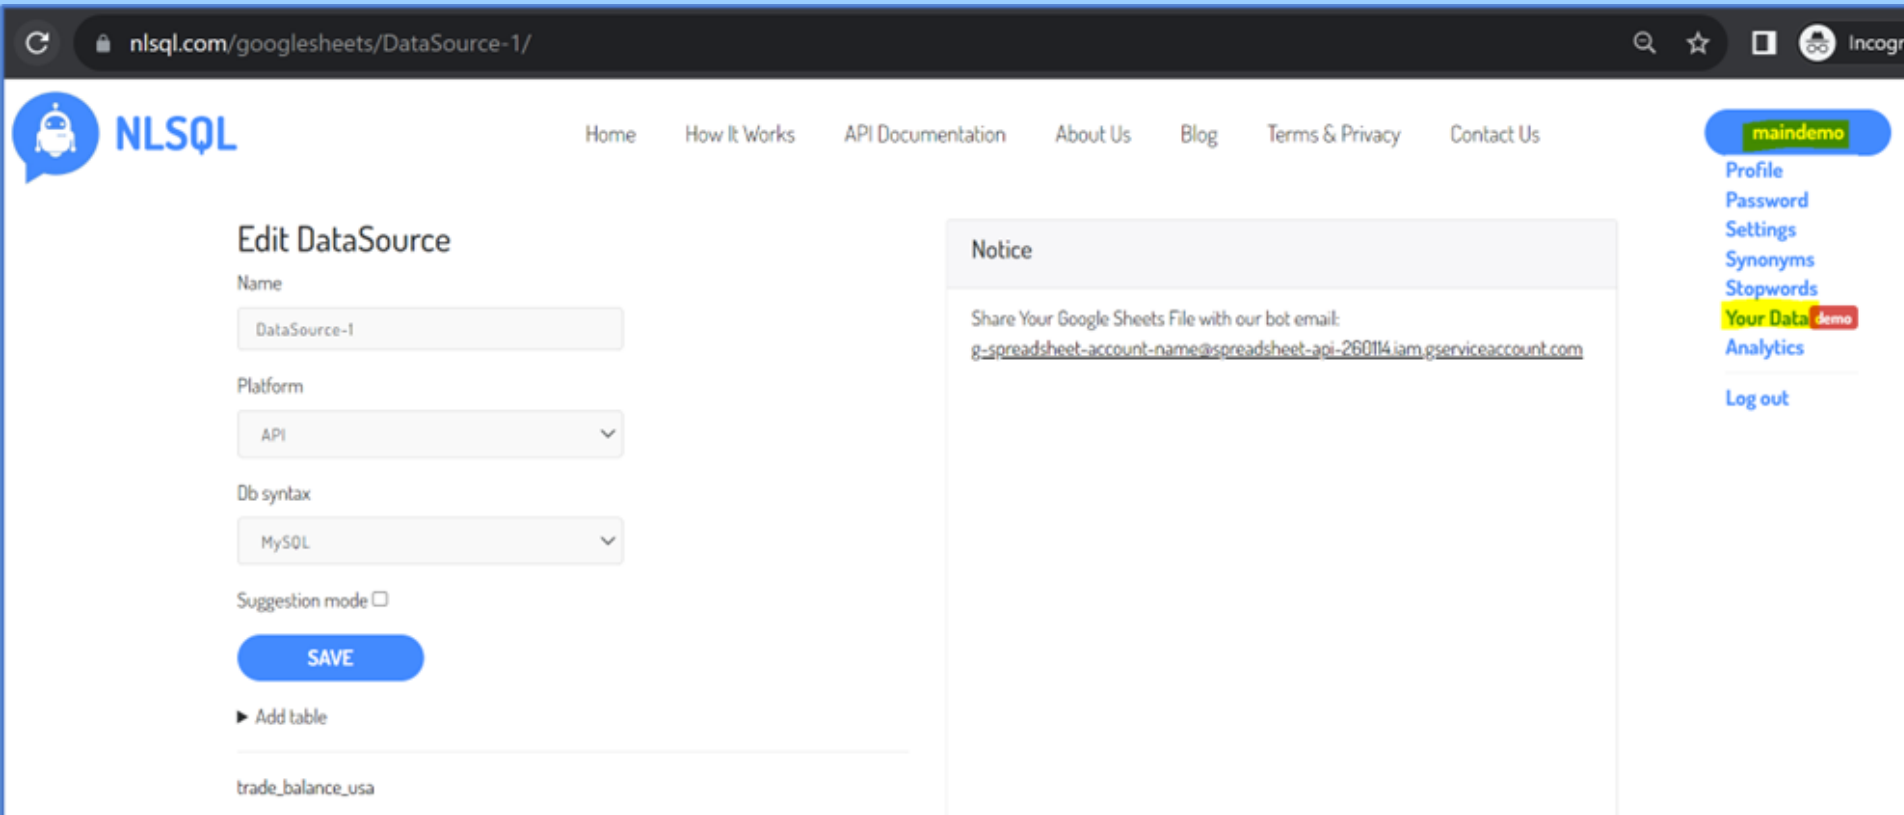 nlsql.com/googlesheets/DataSource-1/
Incogn
NLSQL
Home How It Works API Documentation About Us Blog Terms & Privacy Contact Us
maindemo
Profile
Password
Settings
Synonyms
Stopwords
Your Data demo
Analytics
Log out
Edit DataSource
Name
DataSource-1
Platform
API
Db syntax
MySQL
Suggestion mode
SAVE
Add table
trade_balance_usa
Notice
Share Your Google Sheets File with our bot email:
g-spreadsheet-account-name@spreadsheet-api-260114.iam.gserviceaccount.com